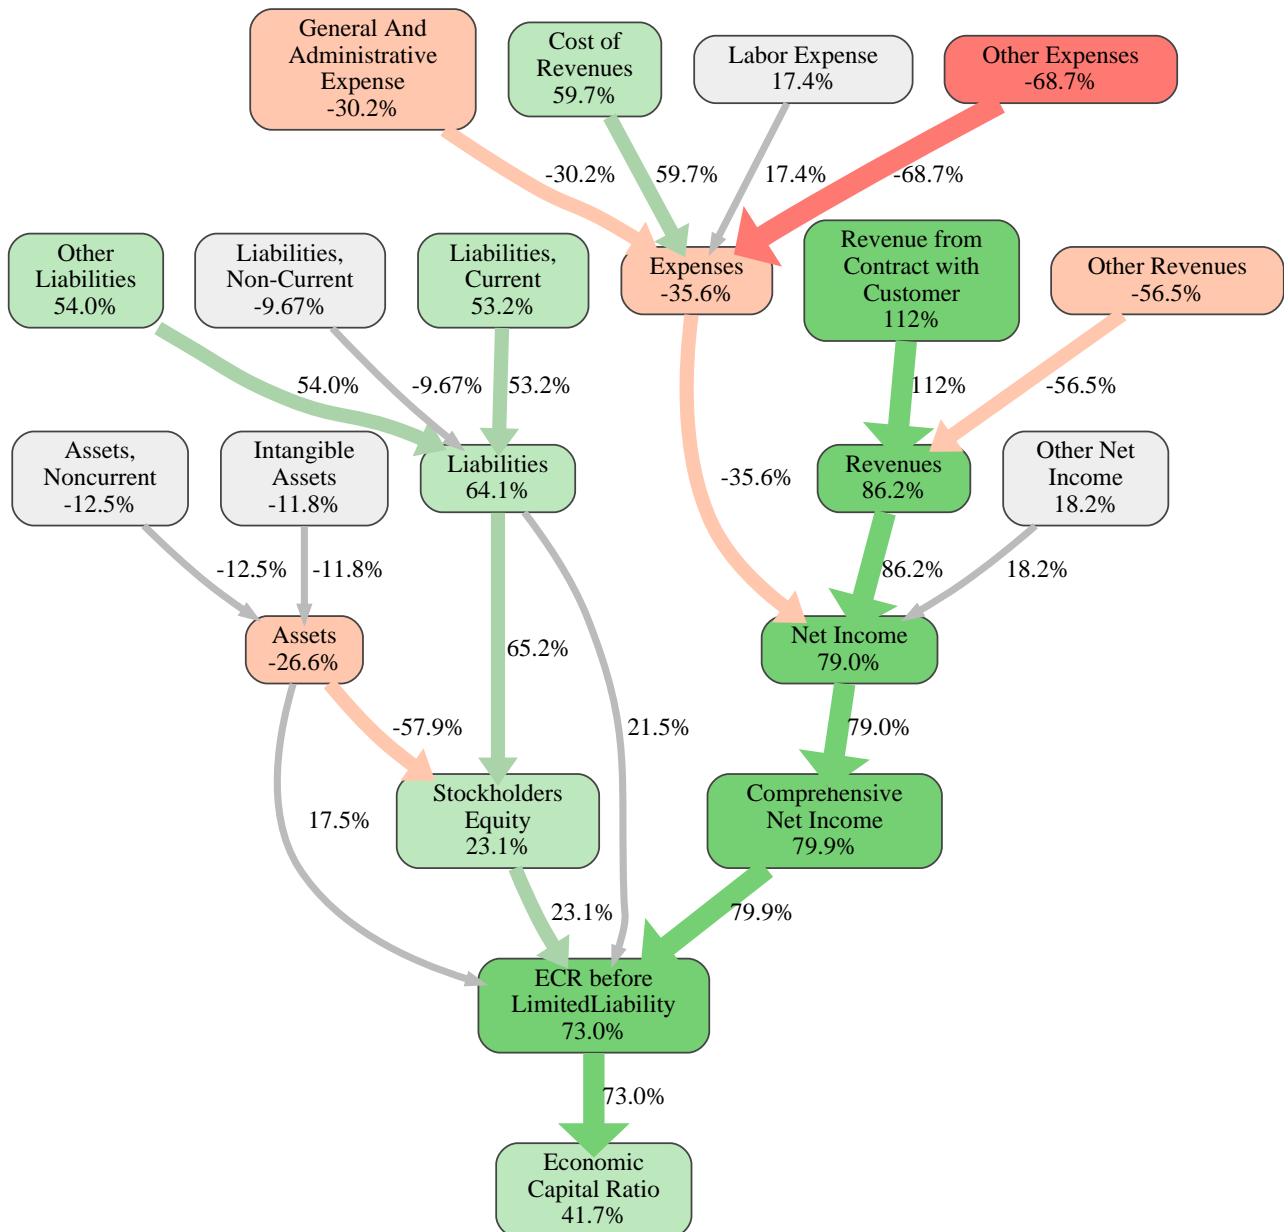 General And
Administrative
Expense
-30.2%
Cost of
Revenues
59.7%
Labor Expense
17.4%
Other Expenses
-68.7%
-30.2%
59.7%
17.4%
-68.7%
Other
Liabilities
54.0%
Liabilities,
Non-Current
-9.67%
Liabilities,
Current
53.2%
Expenses
-35.6%
Revenue from
Contract with
Customer
112%
Other Revenues
-56.5%
54.0%
-9.67%
53.2%
112%
-56.5%
Assets,
Noncurrent
-12.5%
Intangible
Assets
-11.8%
Liabilities
64.1%
-35.6%
Revenues
86.2%
Other Net
Income
18.2%
-12.5%
-11.8%
86.2%
18.2%
Assets
-26.6%
65.2%
Net Income
79.0%
-57.9%
21.5%
79.0%
17.5%
Stockholders
Equity
23.1%
Comprehensive
Net Income
79.9%
23.1%
79.9%
ECR before
LimitedLiability
73.0%
73.0%
Economic
Capital Ratio
41.7%